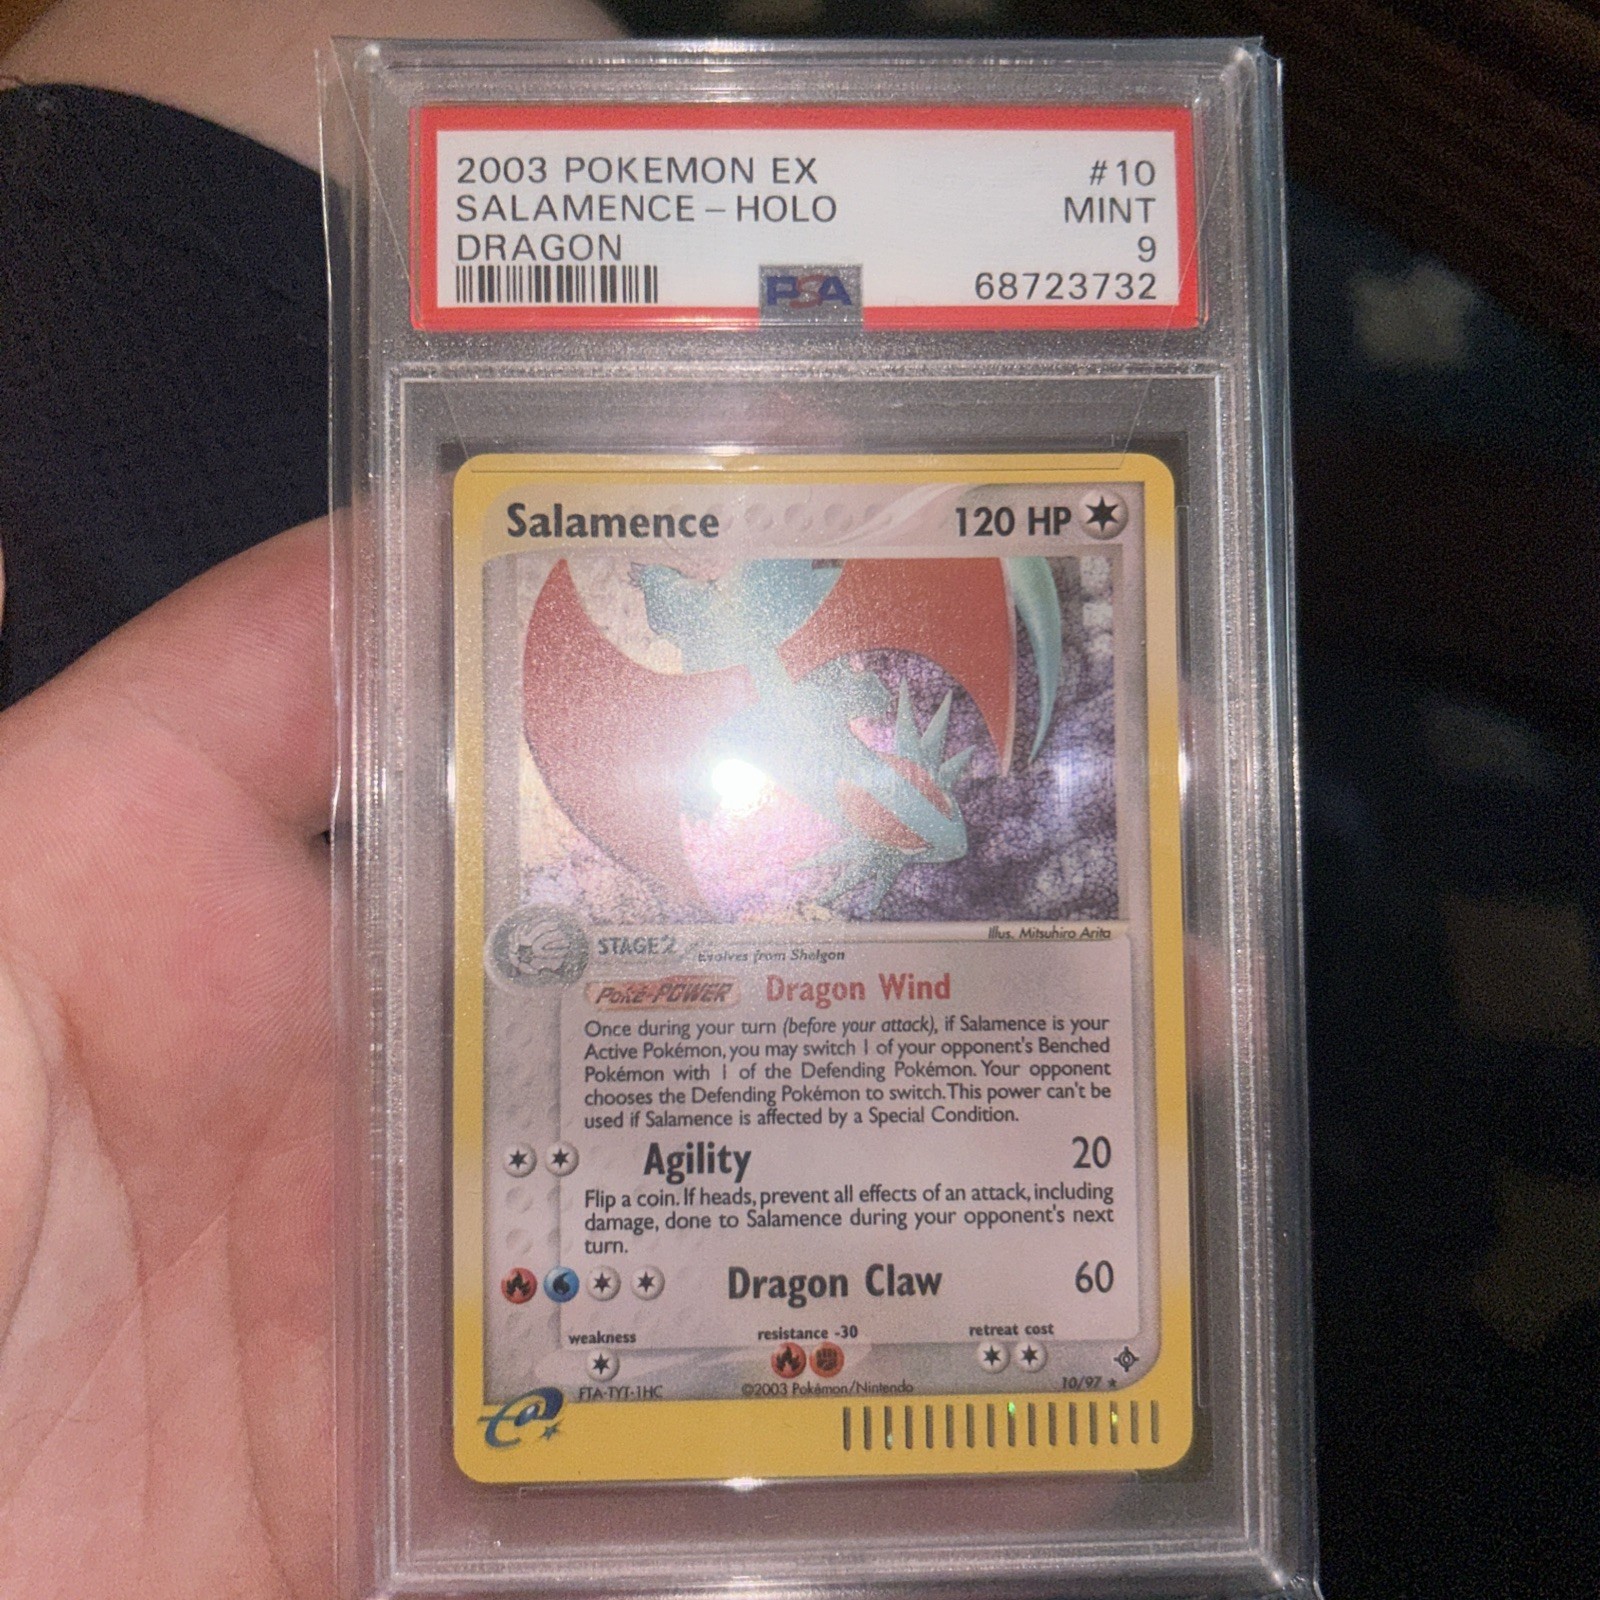 2003 POKEMON EX #10
SALAMENCE - HOLO MINT
DRAGON 9
PSA 68723732
Salamence 120 HP
Illus. Mitsuhiro Arita
STAGE 2 Evolves from Shelgon
Poké-POWER Dragon Wind
Once during your turn (before your attack), if Salamence is your
Active Pokémon, you may switch 1 of your opponent's Benched
Pokémon with 1 of the Defending Pokémon. Your opponent
chooses the Defending Pokémon to switch. This power can't be
used if Salamence is affected by a Special Condition.
Agility 20
Flip a coin. If heads, prevent all effects of an attack, including
damage, done to Salamence during your opponent's next
turn.
Dragon Claw 60
weakness resistance -30 retreat cost
FTA-TYT-1HC ©2003 Pokémon/Nintendo 10/97 ★
e